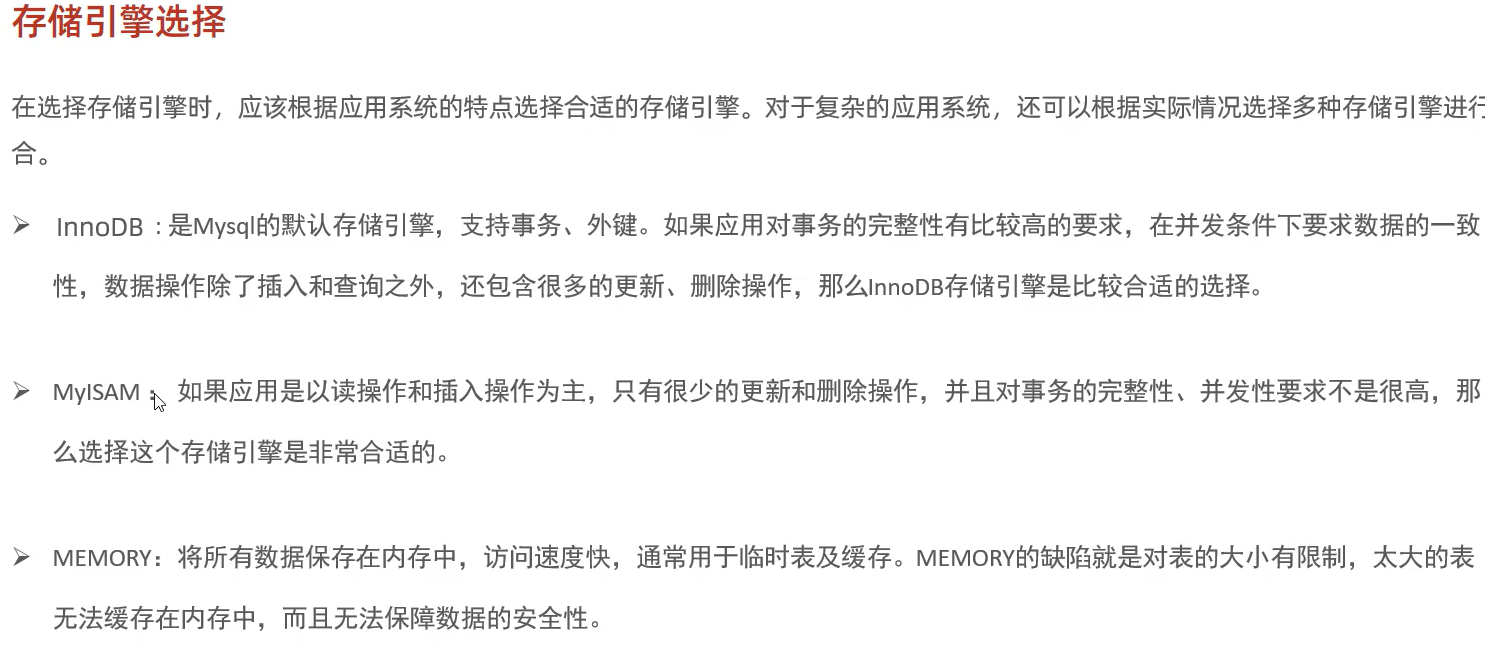 存储引擎选择
在选择存储引擎时，应该根据应用系统的特点选择合适的存储引擎。对于复杂的应用系统，还可以根据实际情况选择多种存储引擎进行
合。
➢ InnoDB : 是Mysql的默认存储引擎，支持事务、外键。如果应用对事务的完整性有比较高的要求，在并发条件下要求数据的一致
性，数据操作除了插入和查询之外，还包含很多的更新、删除操作，那么InnoDB存储引擎是比较合适的选择。
➢ MyISAM ： 如果应用是以读操作和插入操作为主，只有很少的更新和删除操作，并且对事务的完整性、并发性要求不是很高，那
么选择这个存储引擎是非常合适的。
➢ MEMORY：将所有数据保存在内存中，访问速度快，通常用于临时表及缓存。MEMORY的缺陷就是对表的大小有限制，太大的表
无法缓存在内存中，而且无法保障数据的安全性。